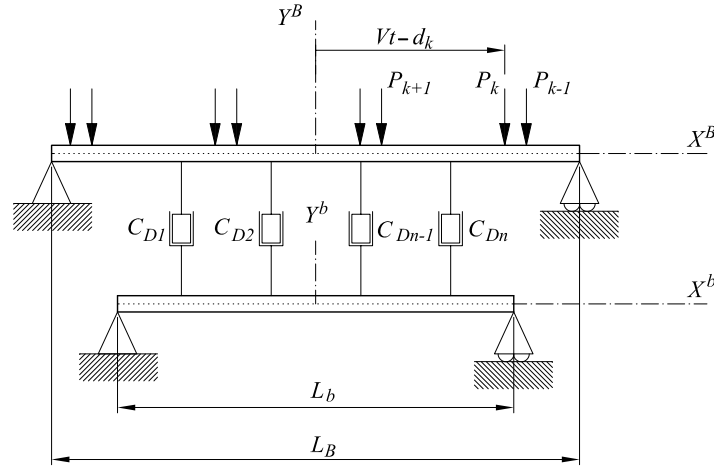 Y^B
Vt-d_k
P_{k+1} P_k P_{k-1}
X^B
C_{D1} C_{D2} Y^b C_{Dn-1} C_{Dn}
X^b
L_b
L_B